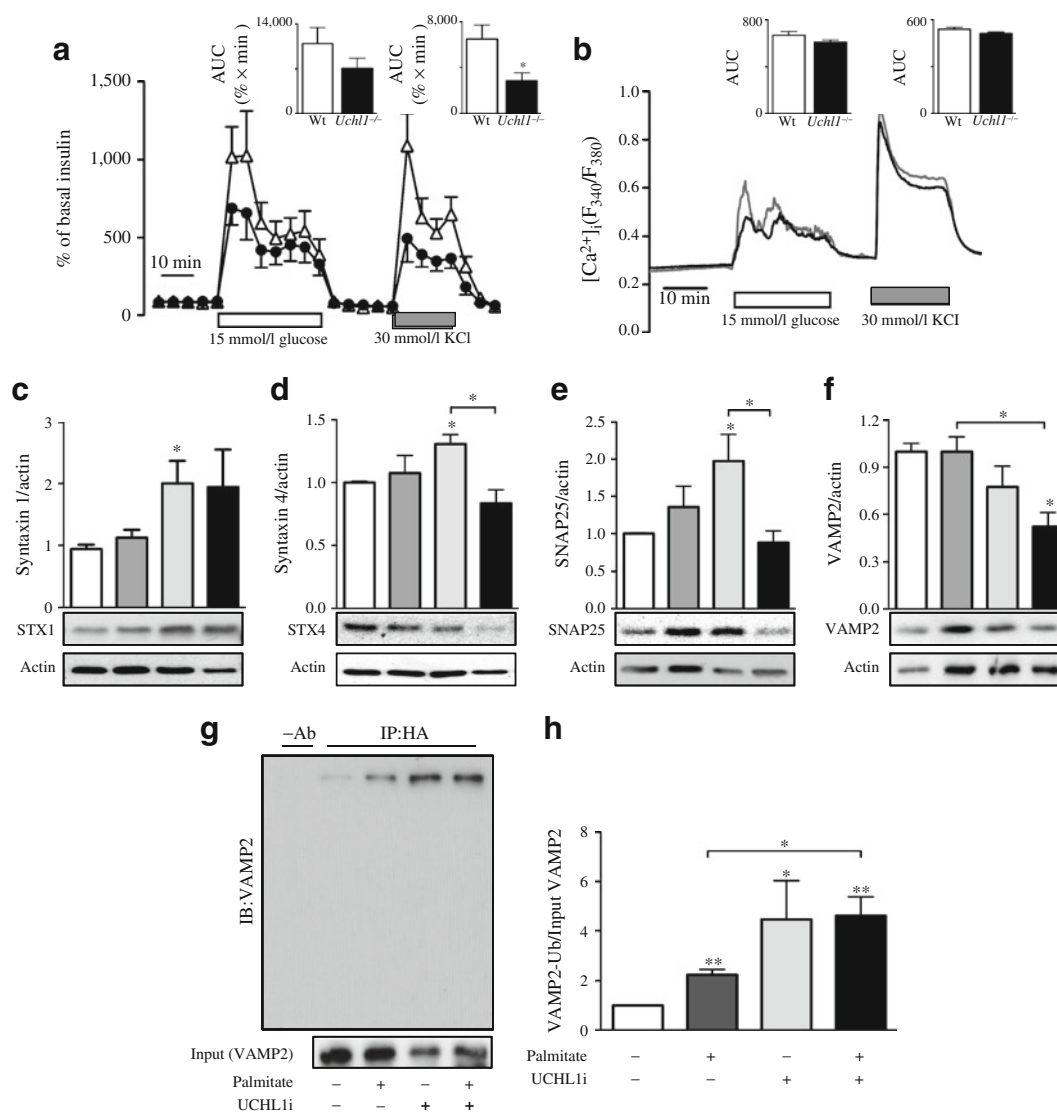 a
% of basal insulin
1,500
1,000
500
0
10 min
15 mmol/l glucose
30 mmol/l KCl
AUC
(% × min)
14,000
0
Wt
Uchl1–/–
AUC
(% × min)
8,000
0
*
Wt
Uchl1–/–
b
[Ca2+]i(F340/F380)
1.0
0.8
0.6
0.4
0.2
0.0
10 min
15 mmol/l glucose
30 mmol/l KCl
AUC
800
0
Wt
Uchl1–/–
AUC
600
0
Wt
Uchl1–/–
c
Syntaxin 1/actin
3
2
1
0
*
STX1
Actin
d
Syntaxin 4/actin
1.5
1.0
0.5
0.0
*
*
STX4
Actin
e
SNAP25/actin
2.5
2.0
1.5
1.0
0.5
0.0
*
*
SNAP25
Actin
f
VAMP2/actin
1.2
0.9
0.6
0.3
0.0
*
*
VAMP2
Actin
g
–Ab
IP:HA
IB:VAMP2
Input (VAMP2)
Palmitate – + – +
UCHL1i – – + +
h
VAMP2-Ub/Input VAMP2
8
6
4
2
0
*
**
*
**
Palmitate – + – +
UCHL1i – – + +